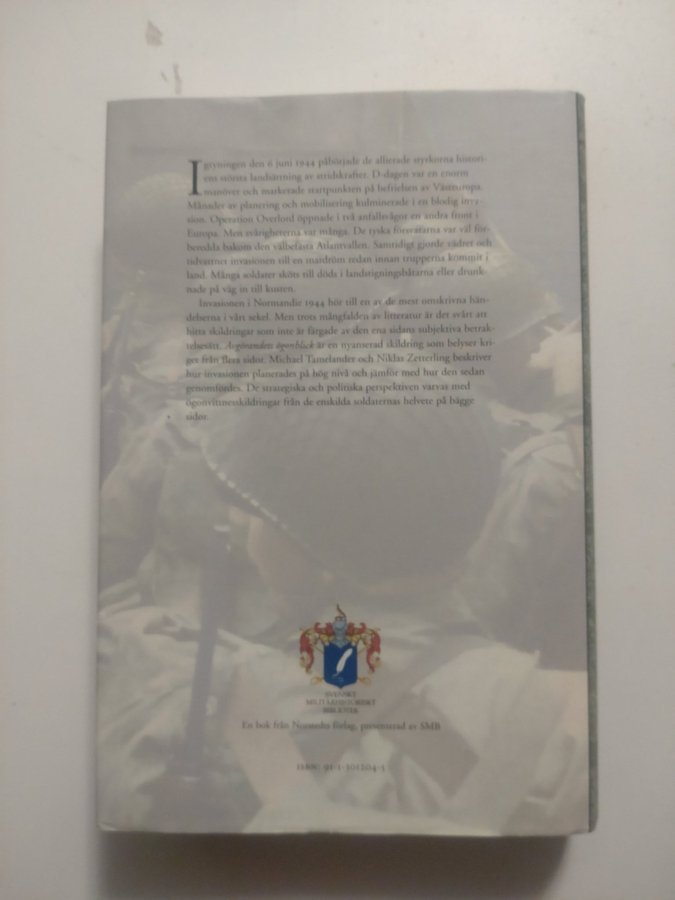 I gryningen den 6 juni 1944 påbörjade de allierade styrkorna histori-
ens största landsättning av stridskrafter. D-dagen var en enorm
manöver och markerade startpunkten på befrielsen av Västeuropa.
Månader av planering och mobilisering kulminerade i en blodig inva-
sion. Operation Overlord öppnade i två anfallsvågor en andra front i
Europa. Men svårigheterna var många. De tyska försvararna var väl för-
beredda bakom den välbefästa Atlantvallen. Samtidigt gjorde vädret och
tidvattnet invasionen till en mardröm redan innan trupperna kommit i
land. Många soldater sköts till döds i landstigningsbåtarna eller drunk-
nade på väg in till kusten.
Invasionen i Normandie 1944 hör till en av de mest omskrivna hän-
delserna i vårt sekel. Men trots mångfalden av litteratur är det svårt att
hitta skildringar som inte är färgade av den ena sidans subjektiva betrak-
telsesätt. Avgörandets ögonblick är en nyanserad skildring som belyser kri-
get från flera sidor. Michael Tamelander och Niklas Zetterling beskriver
hur invasionen planerades på hög nivå och jämför med hur den sedan
genomfördes. De strategiska och politiska perspektiven varvas med
ögonvittnesskildringar från de enskilda soldaternas helvete på bägge
sidor.
SVENSKT
MILITÄRHISTORISKT
BIBLIOTEK
En bok från Norstedts förlag, presenterad av SMB
ISBN: 91-1-301204-5